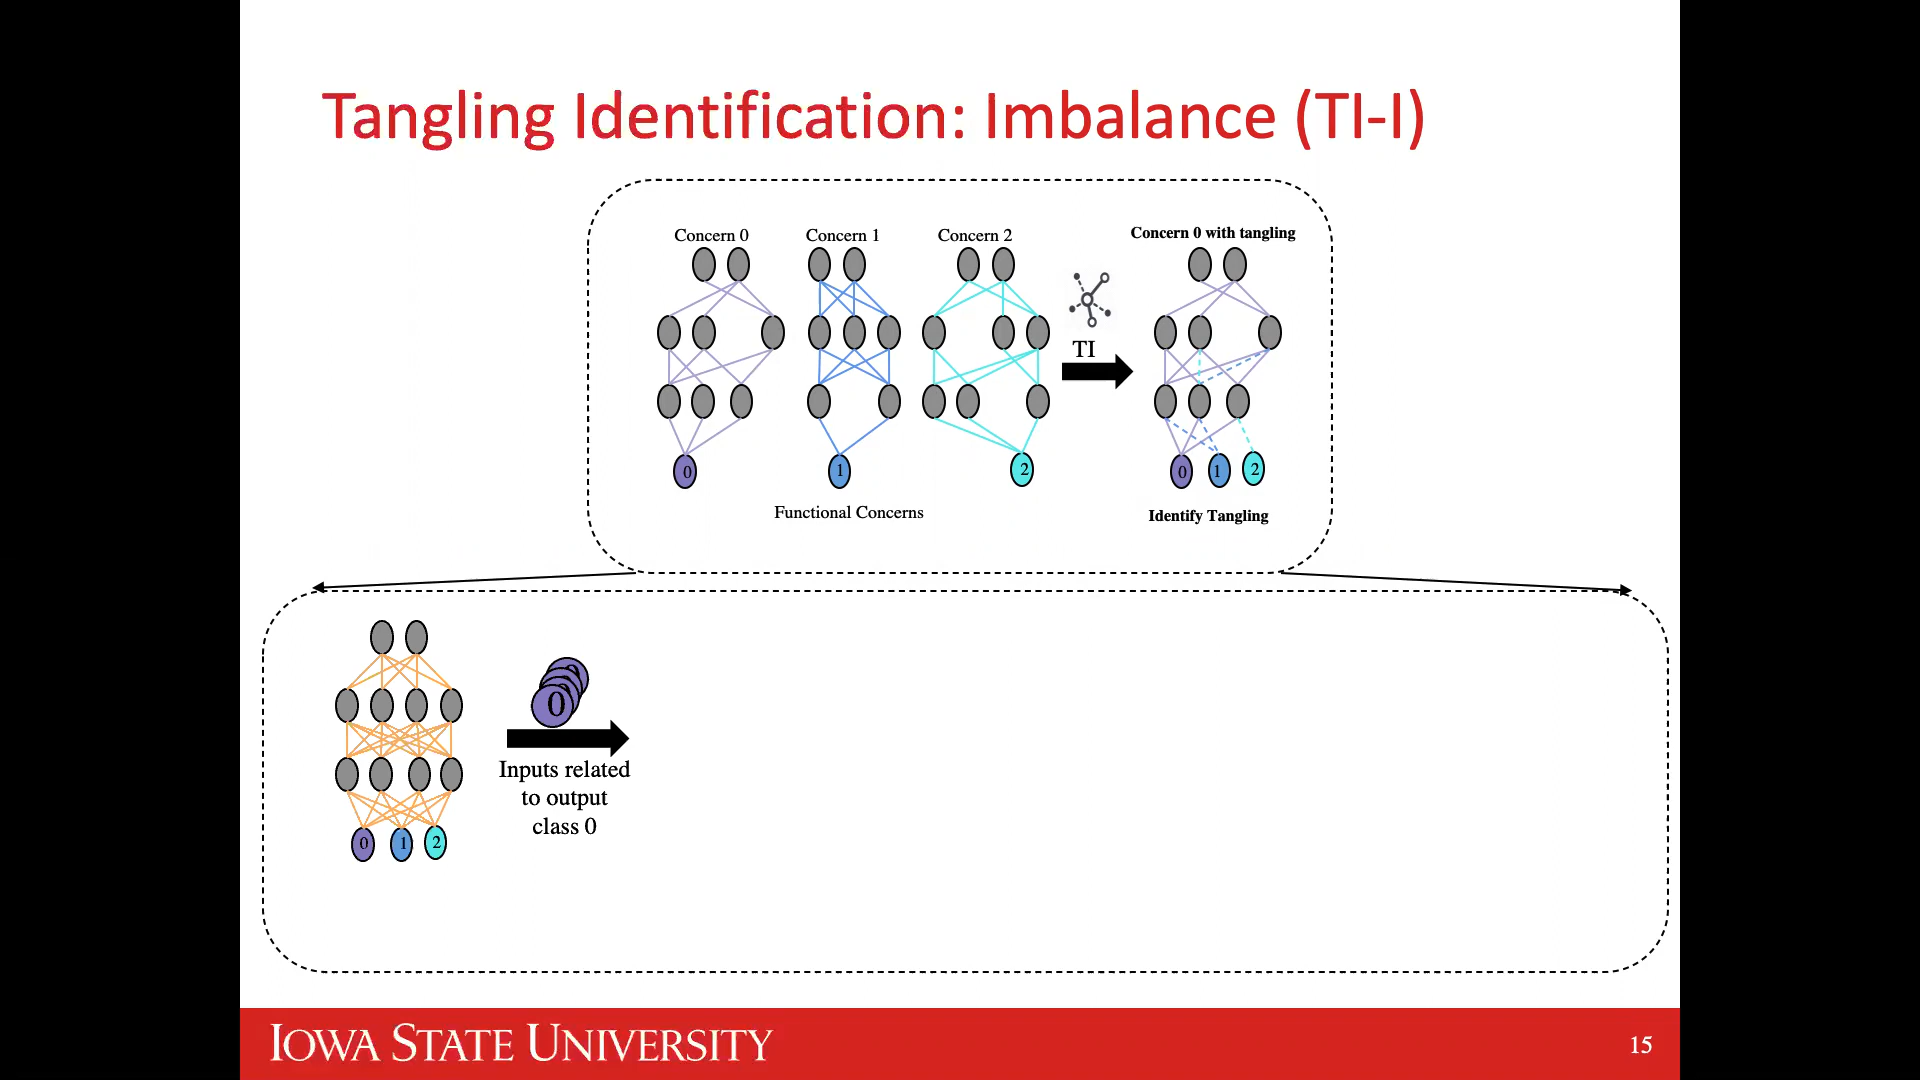 Tangling Identification: Imbalance (TI-I)
Concern 0
Concern 1
Concern 2
Concern 0 with tangling
TI
0
1
2
0
1
2
Functional Concerns
Identify Tangling
0
Inputs related
to output
class 0
0
1
2
IOWA STATE UNIVERSITY
15